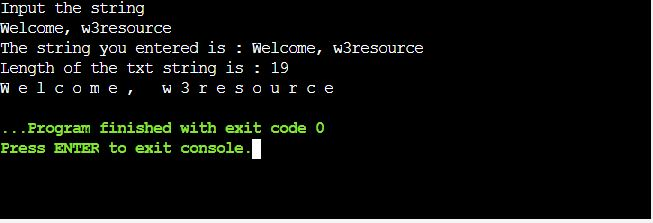 Input the string
Welcome, w3resource
The string you entered is : Welcome, w3resource
Length of the txt string is : 19
W e l c o m e ,   w 3 r e s o u r c e
...Program finished with exit code 0
Press ENTER to exit console.